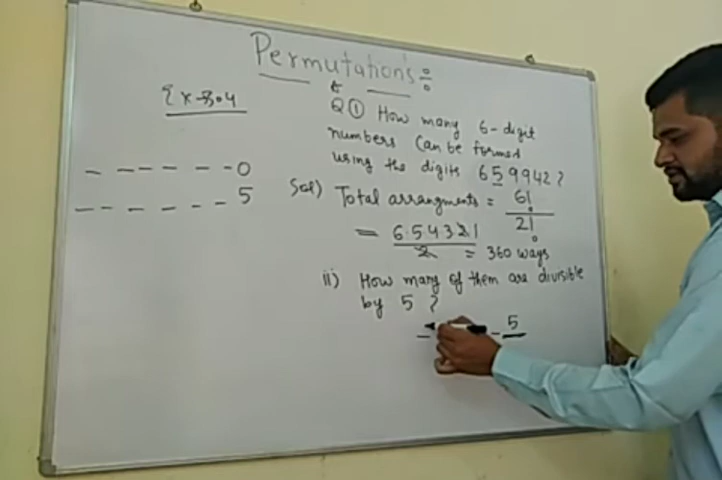 Permutations:
Ex-3.4
Q① How many 6-digit
numbers can be formed
using the digits 659942?
_ _ _ _ _ _ 0
_ _ _ _ _ _ 5
Sol) Total arrangments = 6!
2!
= 6.5.4.3.2.1
2
= 360 ways
ii) How many of them are divisible
by 5 ?
5